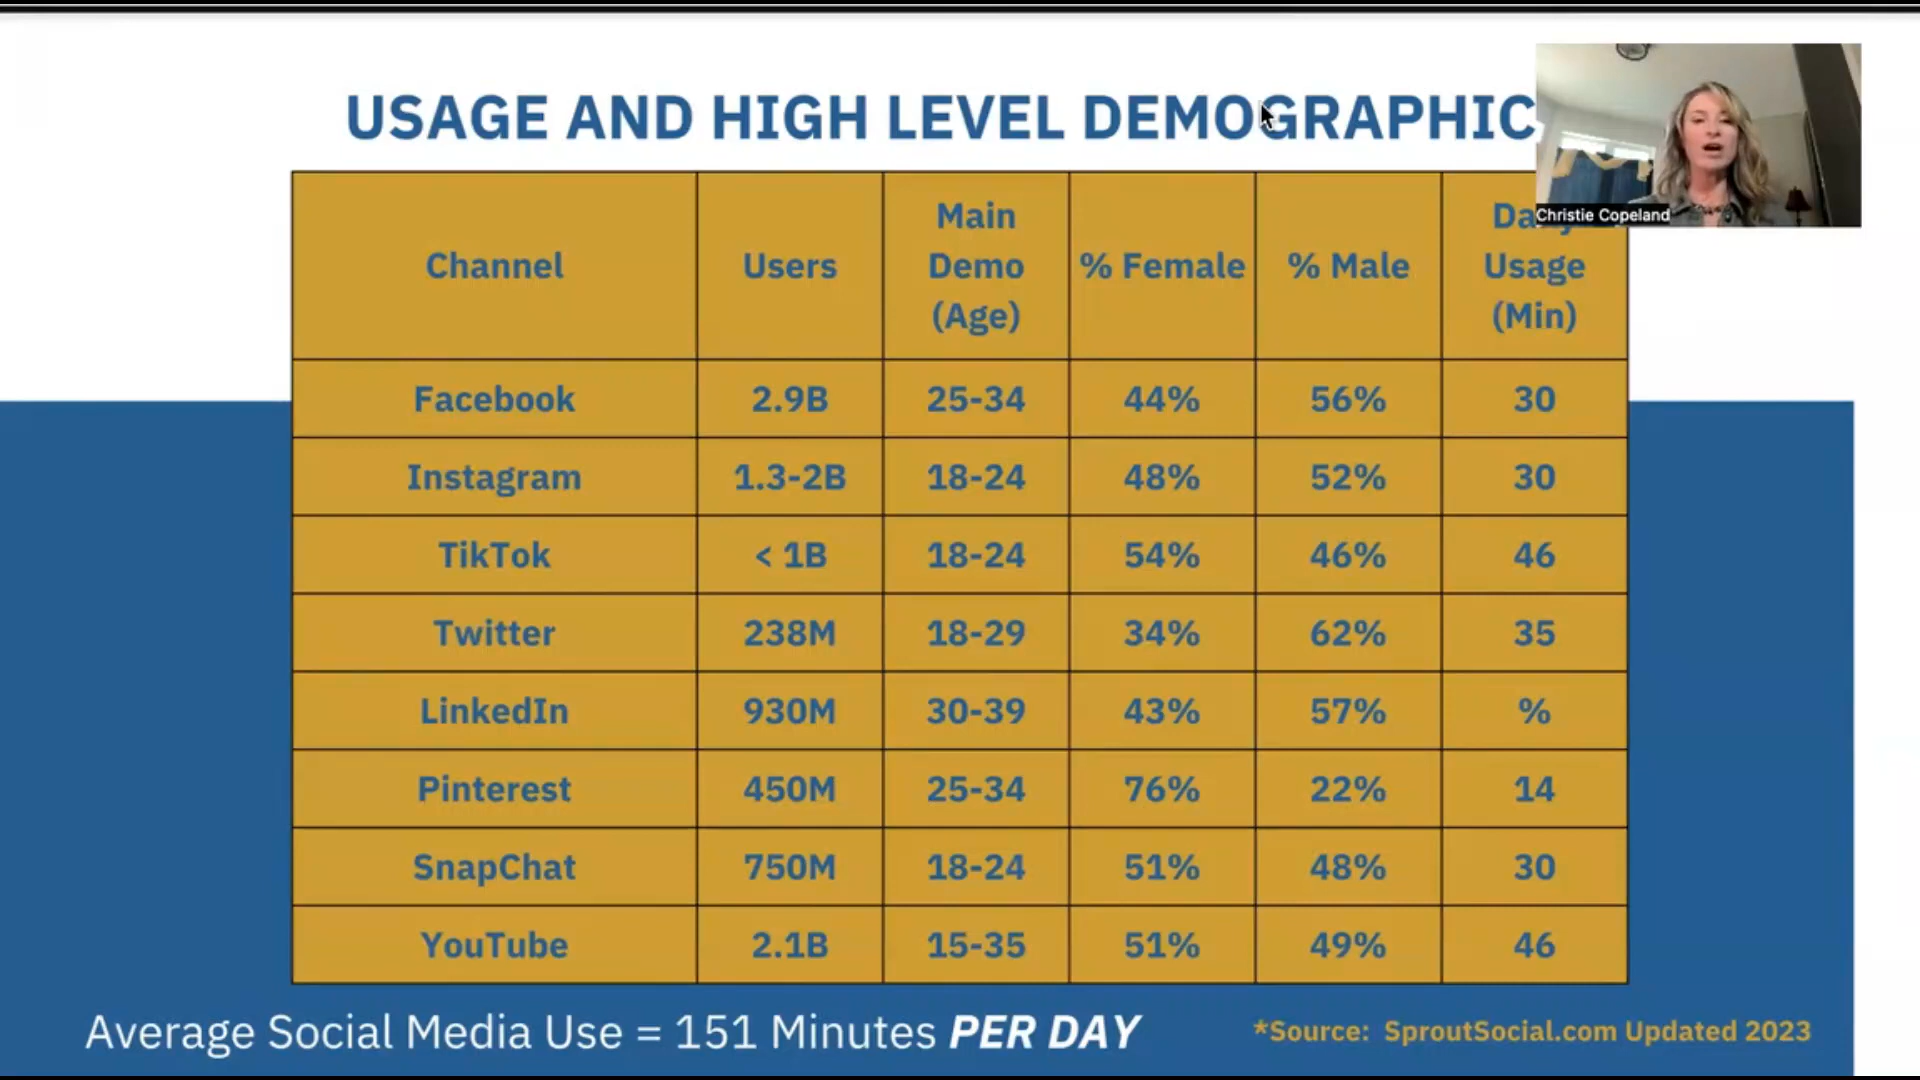 USAGE AND HIGH LEVEL DEMOGRAPHIC
Christie Copeland
Channel Users Main Demo (Age) % Female % Male Usage (Min)
Facebook 2.9B 25-34 44% 56% 30
Instagram 1.3-2B 18-24 48% 52% 30
TikTok < 1B 18-24 54% 46% 46
Twitter 238M 18-29 34% 62% 35
LinkedIn 930M 30-39 43% 57% %
Pinterest 450M 25-34 76% 22% 14
SnapChat 750M 18-24 51% 48% 30
YouTube 2.1B 15-35 51% 49% 46
Average Social Media Use = 151 Minutes PER DAY
*Source: SproutSocial.com Updated 2023